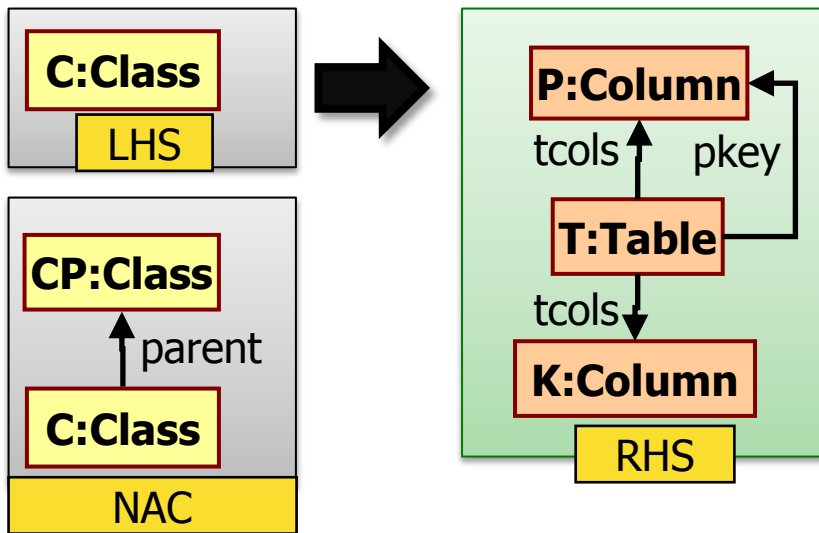 C:Class
LHS
CP:Class
parent
C:Class
NAC
P:Column
tcols
pkey
T:Table
tcols
K:Column
RHS